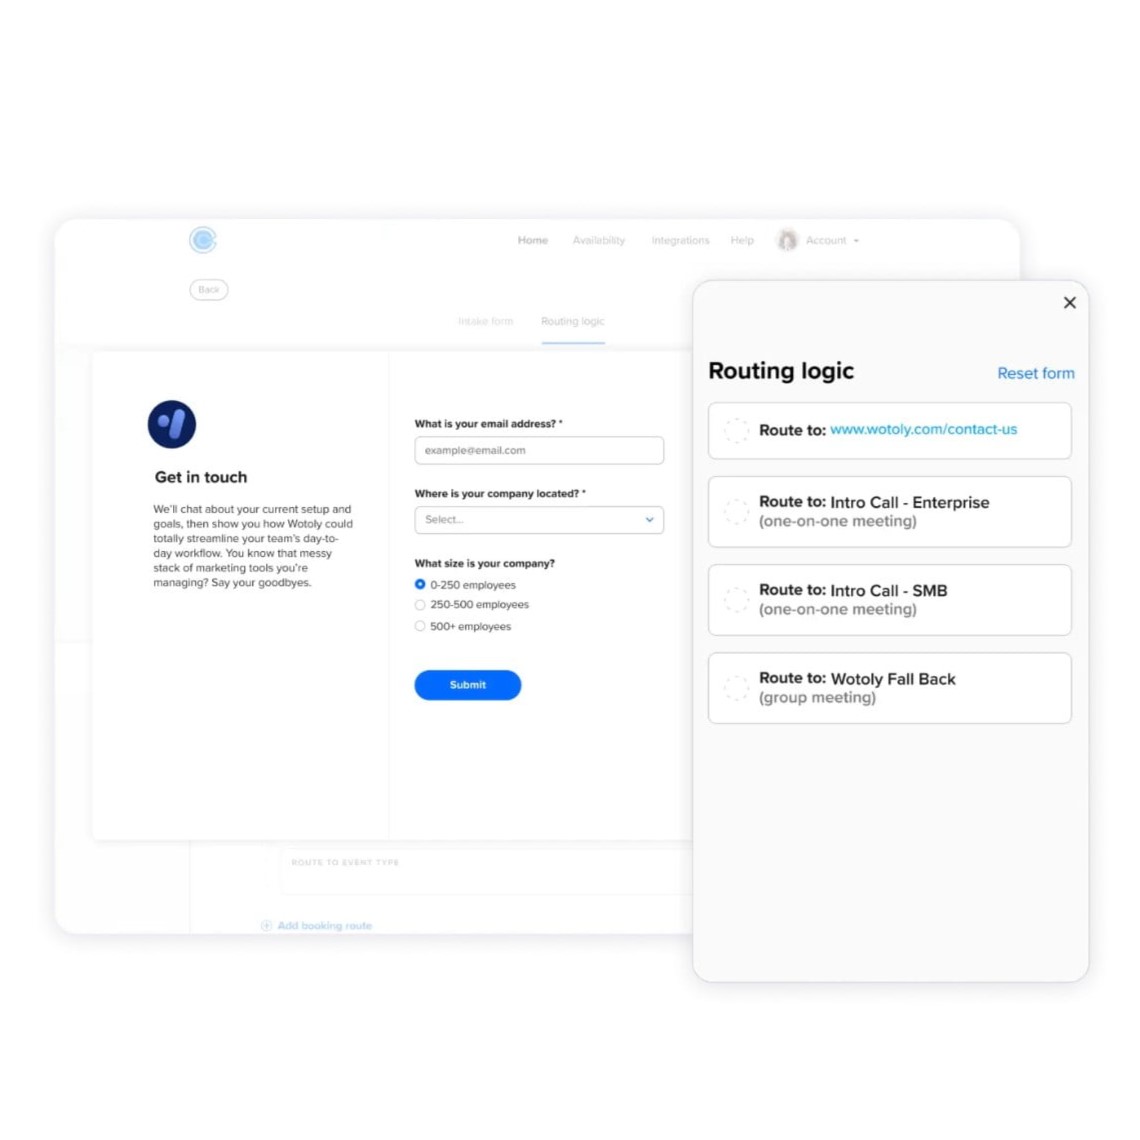 Home Availability Integrations Help Account
Back
Intake form Routing logic
Get in touch
We'll chat about your current setup and
goals, then show you how Wotoly could
totally streamline your team's day-to-
day workflow. You know that messy
stack of marketing tools you're
managing? Say your goodbyes.
What is your email address? *
example@email.com
Where is your company located? *
Select...
What size is your company?
0-250 employees
250-500 employees
500+ employees
Submit
ROUTE TO EVENT TYPE
Add booking route
Routing logic
Reset form
Route to: www.wotoly.com/contact-us
Route to: Intro Call - Enterprise
(one-on-one meeting)
Route to: Intro Call - SMB
(one-on-one meeting)
Route to: Wotoly Fall Back
(group meeting)